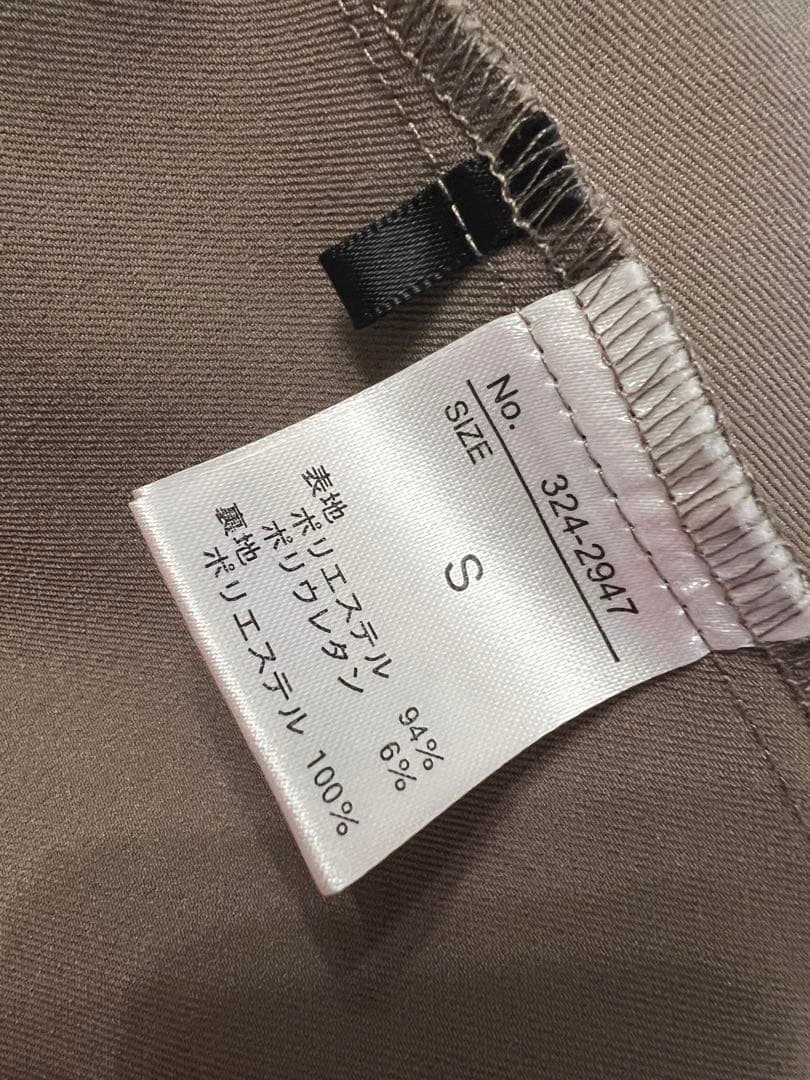 No. 324-2947
SIZE S
表地
ポリエステル 94%
ポリウレタン 6%
裏地
ポリエステル 100%